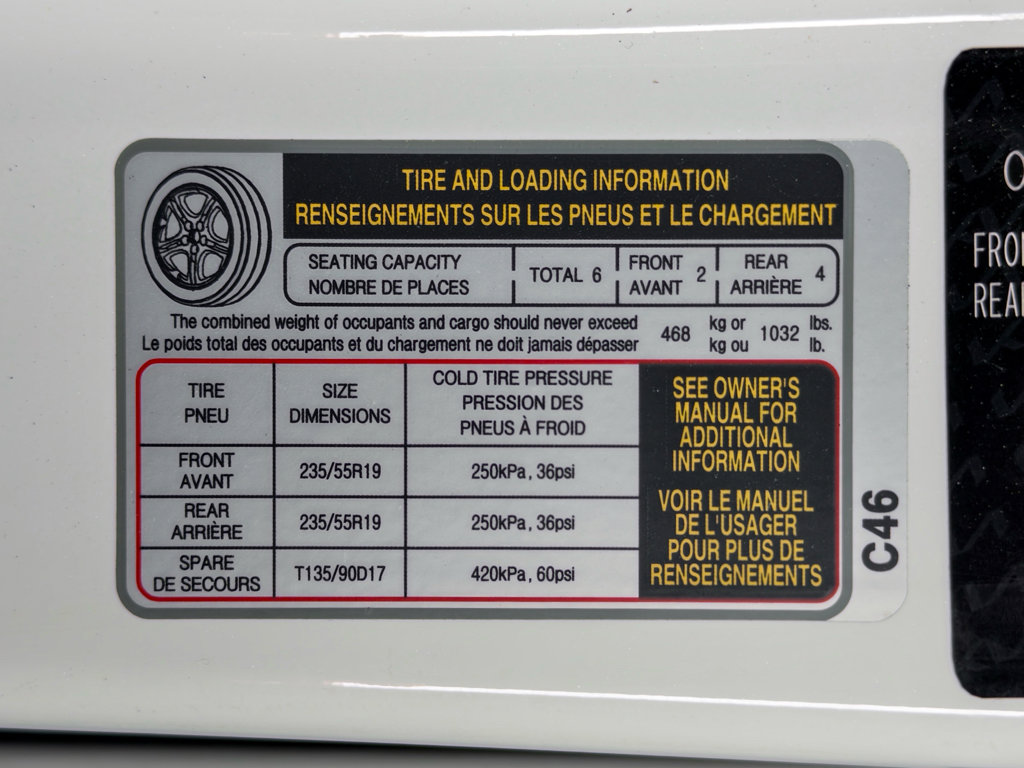 TIRE AND LOADING INFORMATION
RENSEIGNEMENTS SUR LES PNEUS ET LE CHARGEMENT
SEATING CAPACITY
NOMBRE DE PLACES
TOTAL 6
FRONT
AVANT
2
REAR
ARRIÈRE
4
The combined weight of occupants and cargo should never exceed 468 kg or 1032 lbs.
Le poids total des occupants et du chargement ne doit jamais dépasser kg ou lb.
TIRE
PNEU
SIZE
DIMENSIONS
COLD TIRE PRESSURE
PRESSION DES
PNEUS À FROID
FRONT
AVANT
235/55R19
250kPa, 36psi
REAR
ARRIÈRE
235/55R19
250kPa, 36psi
SPARE
DE SECOURS
T135/90D17
420kPa, 60psi
SEE OWNER'S
MANUAL FOR
ADDITIONAL
INFORMATION
VOIR LE MANUEL
DE L'USAGER
POUR PLUS DE
RENSEIGNEMENTS
C46